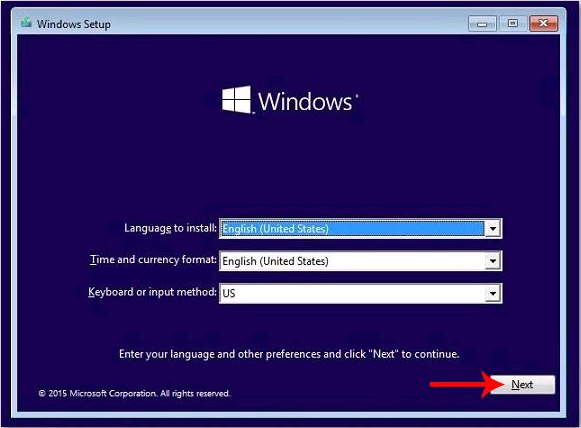 Windows Setup
Windows
Language to install: English (United States)
Time and currency format: English (United States)
Keyboard or input method: US
Enter your language and other preferences and click "Next" to continue.
© 2015 Microsoft Corporation. All rights reserved.
Next